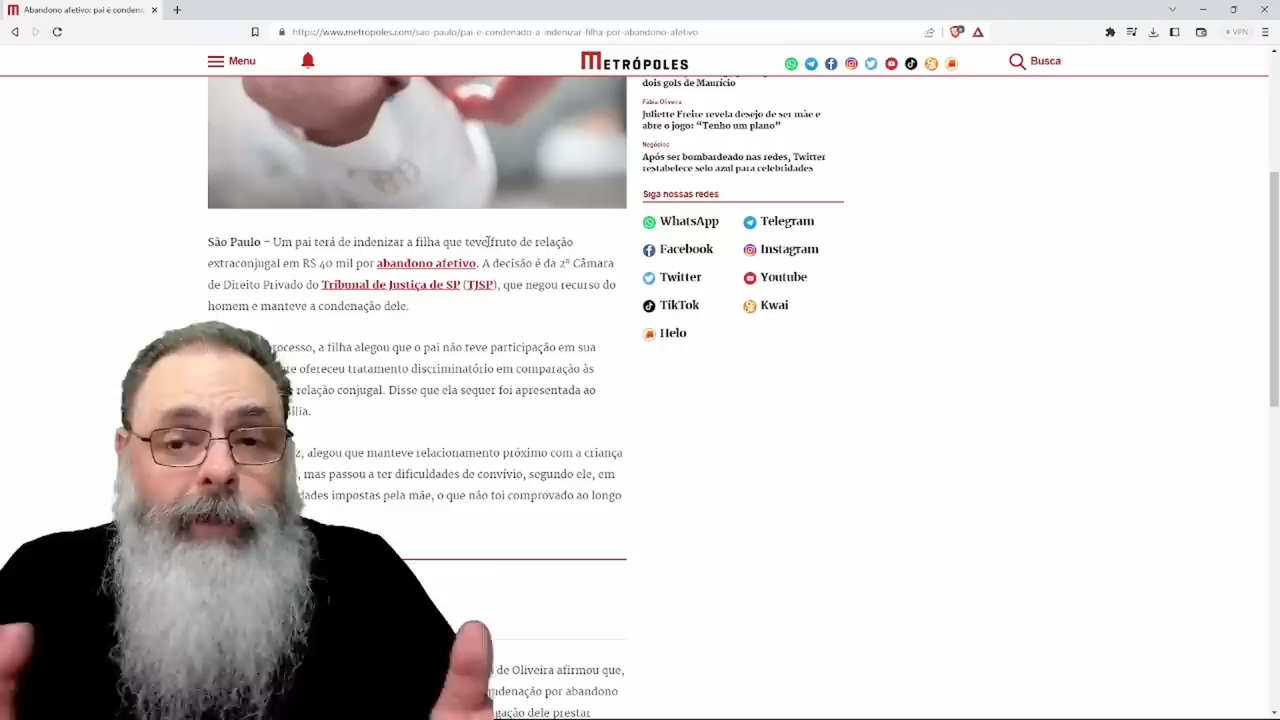 Abandono afetivo: pai é condena
https://www.metropoles.com/sao-paulo/pai-e-condenado-a-indenizar-filha-por-abandono-afetivo
VPN
Menu
METRÓPOLES
Busca
dois gols de Maurício
Fábia Oliveira
Juliette Freire revela desejo de ser mãe e
abre o jogo: “Tenho um plano”
Negócios
Após ser bombardeado nas redes, Twitter
restabelece selo azul para celebridades
Siga nossas redes
WhatsApp
Telegram
Facebook
Instagram
Twitter
Youtube
TikTok
Kwai
Helo
São Paulo – Um pai terá de indenizar a filha que teve fruto de relação
extraconjugal em R$ 40 mil por abandono afetivo. A decisão é da 2ª Câmara
de Direito Privado do Tribunal de Justiça de SP (TJSP), que negou recurso do
homem e manteve a condenação dele.
rocesso, a filha alegou que o pai não teve participação em sua
re ofereceu tratamento discriminatório em comparação às
relação conjugal. Disse que ela sequer foi apresentada ao
ília.
z, alegou que manteve relacionamento próximo com a criança
, mas passou a ter dificuldades de convívio, segundo ele, em
dades impostas pela mãe, o que não foi comprovado ao longo
de Oliveira afirmou que,
ndenação por abandono
gação dele prestar